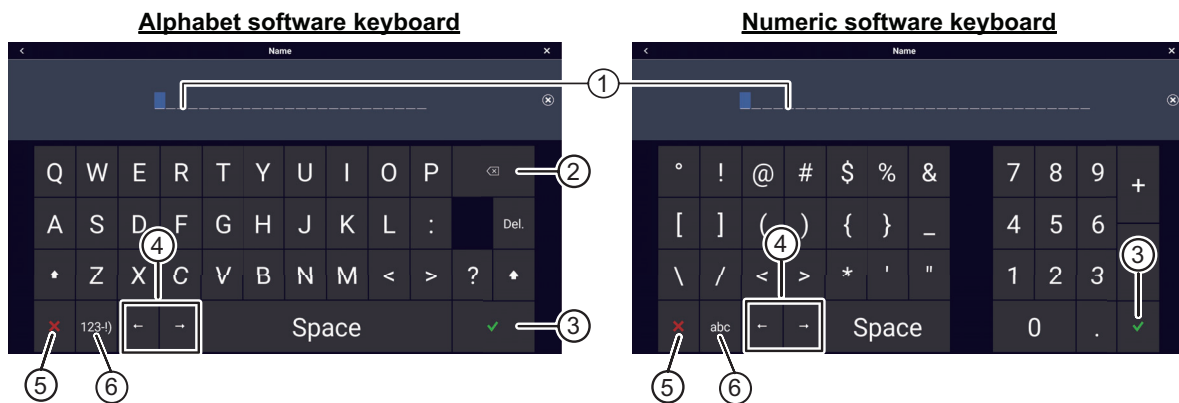 Alphabet software keyboard
Numeric software keyboard
< Name ×
< Name ×
1
Q W E R T Y U I O P
2
A S D F G H J K L : Del.
4
Z X C V B N M < > ?
123-!) ← → Space
3
5
6
° ! @ # $ % &
7 8 9 +
[ ] ( ) { } _
4 5 6
4
3
\ / < > * ' "
1 2 3
abc ← → Space
0 .
5
6